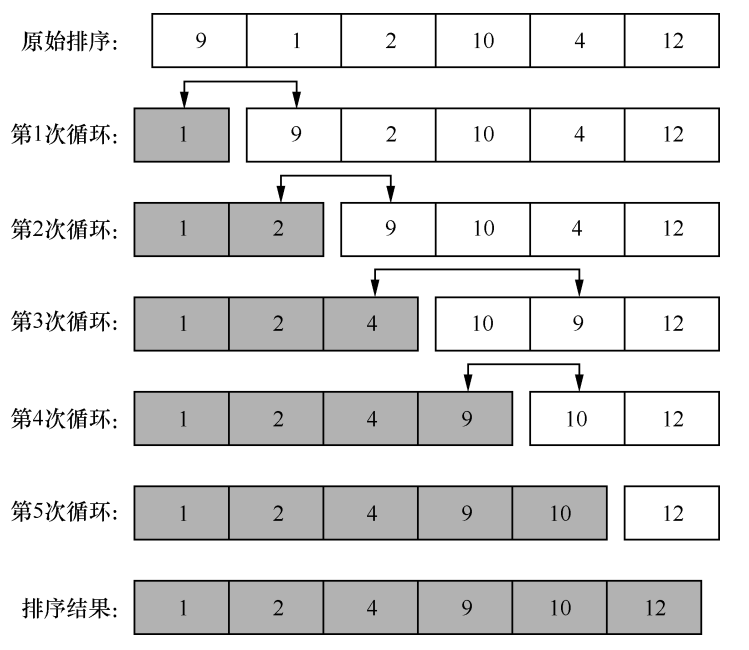 原始排序: 9 1 2 10 4 12
第1次循环: 1 9 2 10 4 12
第2次循环: 1 2 9 10 4 12
第3次循环: 1 2 4 10 9 12
第4次循环: 1 2 4 9 10 12
第5次循环: 1 2 4 9 10 12
排序结果: 1 2 4 9 10 12